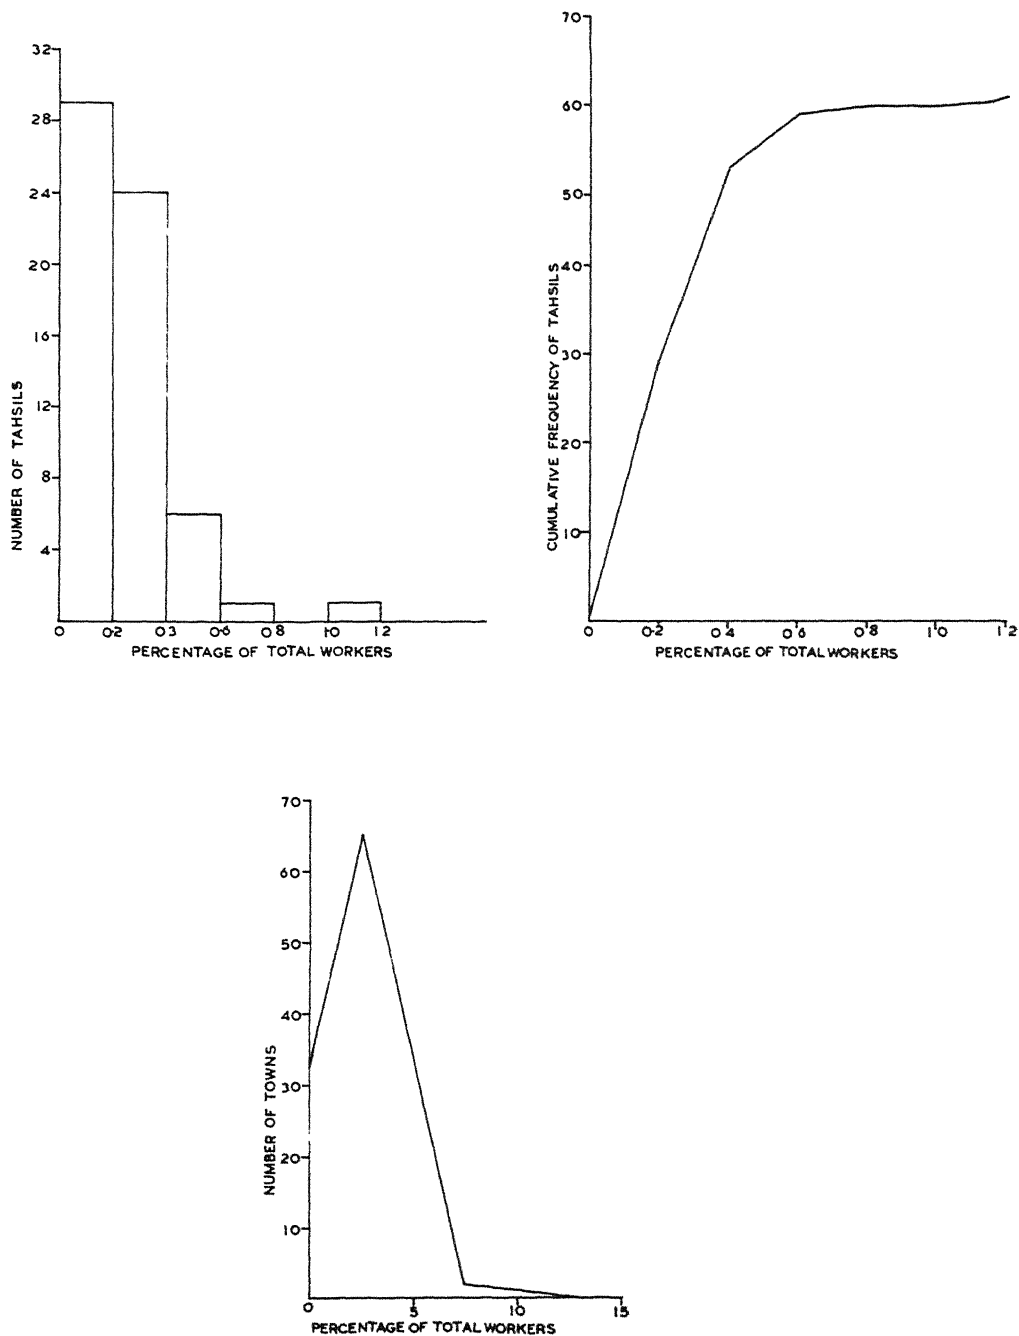 32
28
24
20
16
12
8
4
NUMBER OF TAHSILS
0 0·2 0·3 0·6 0·8 1·0 1·2
PERCENTAGE OF TOTAL WORKERS
70
60
50
40
30
20
10
CUMULATIVE FREQUENCY OF TAHSILS
0 0·2 0·4 0·6 0·8 1·0 1·2
PERCENTAGE OF TOTAL WORKERS
70
60
50
40
30
20
10
NUMBER OF TOWNS
0 5 10 15
PERCENTAGE OF TOTAL WORKERS